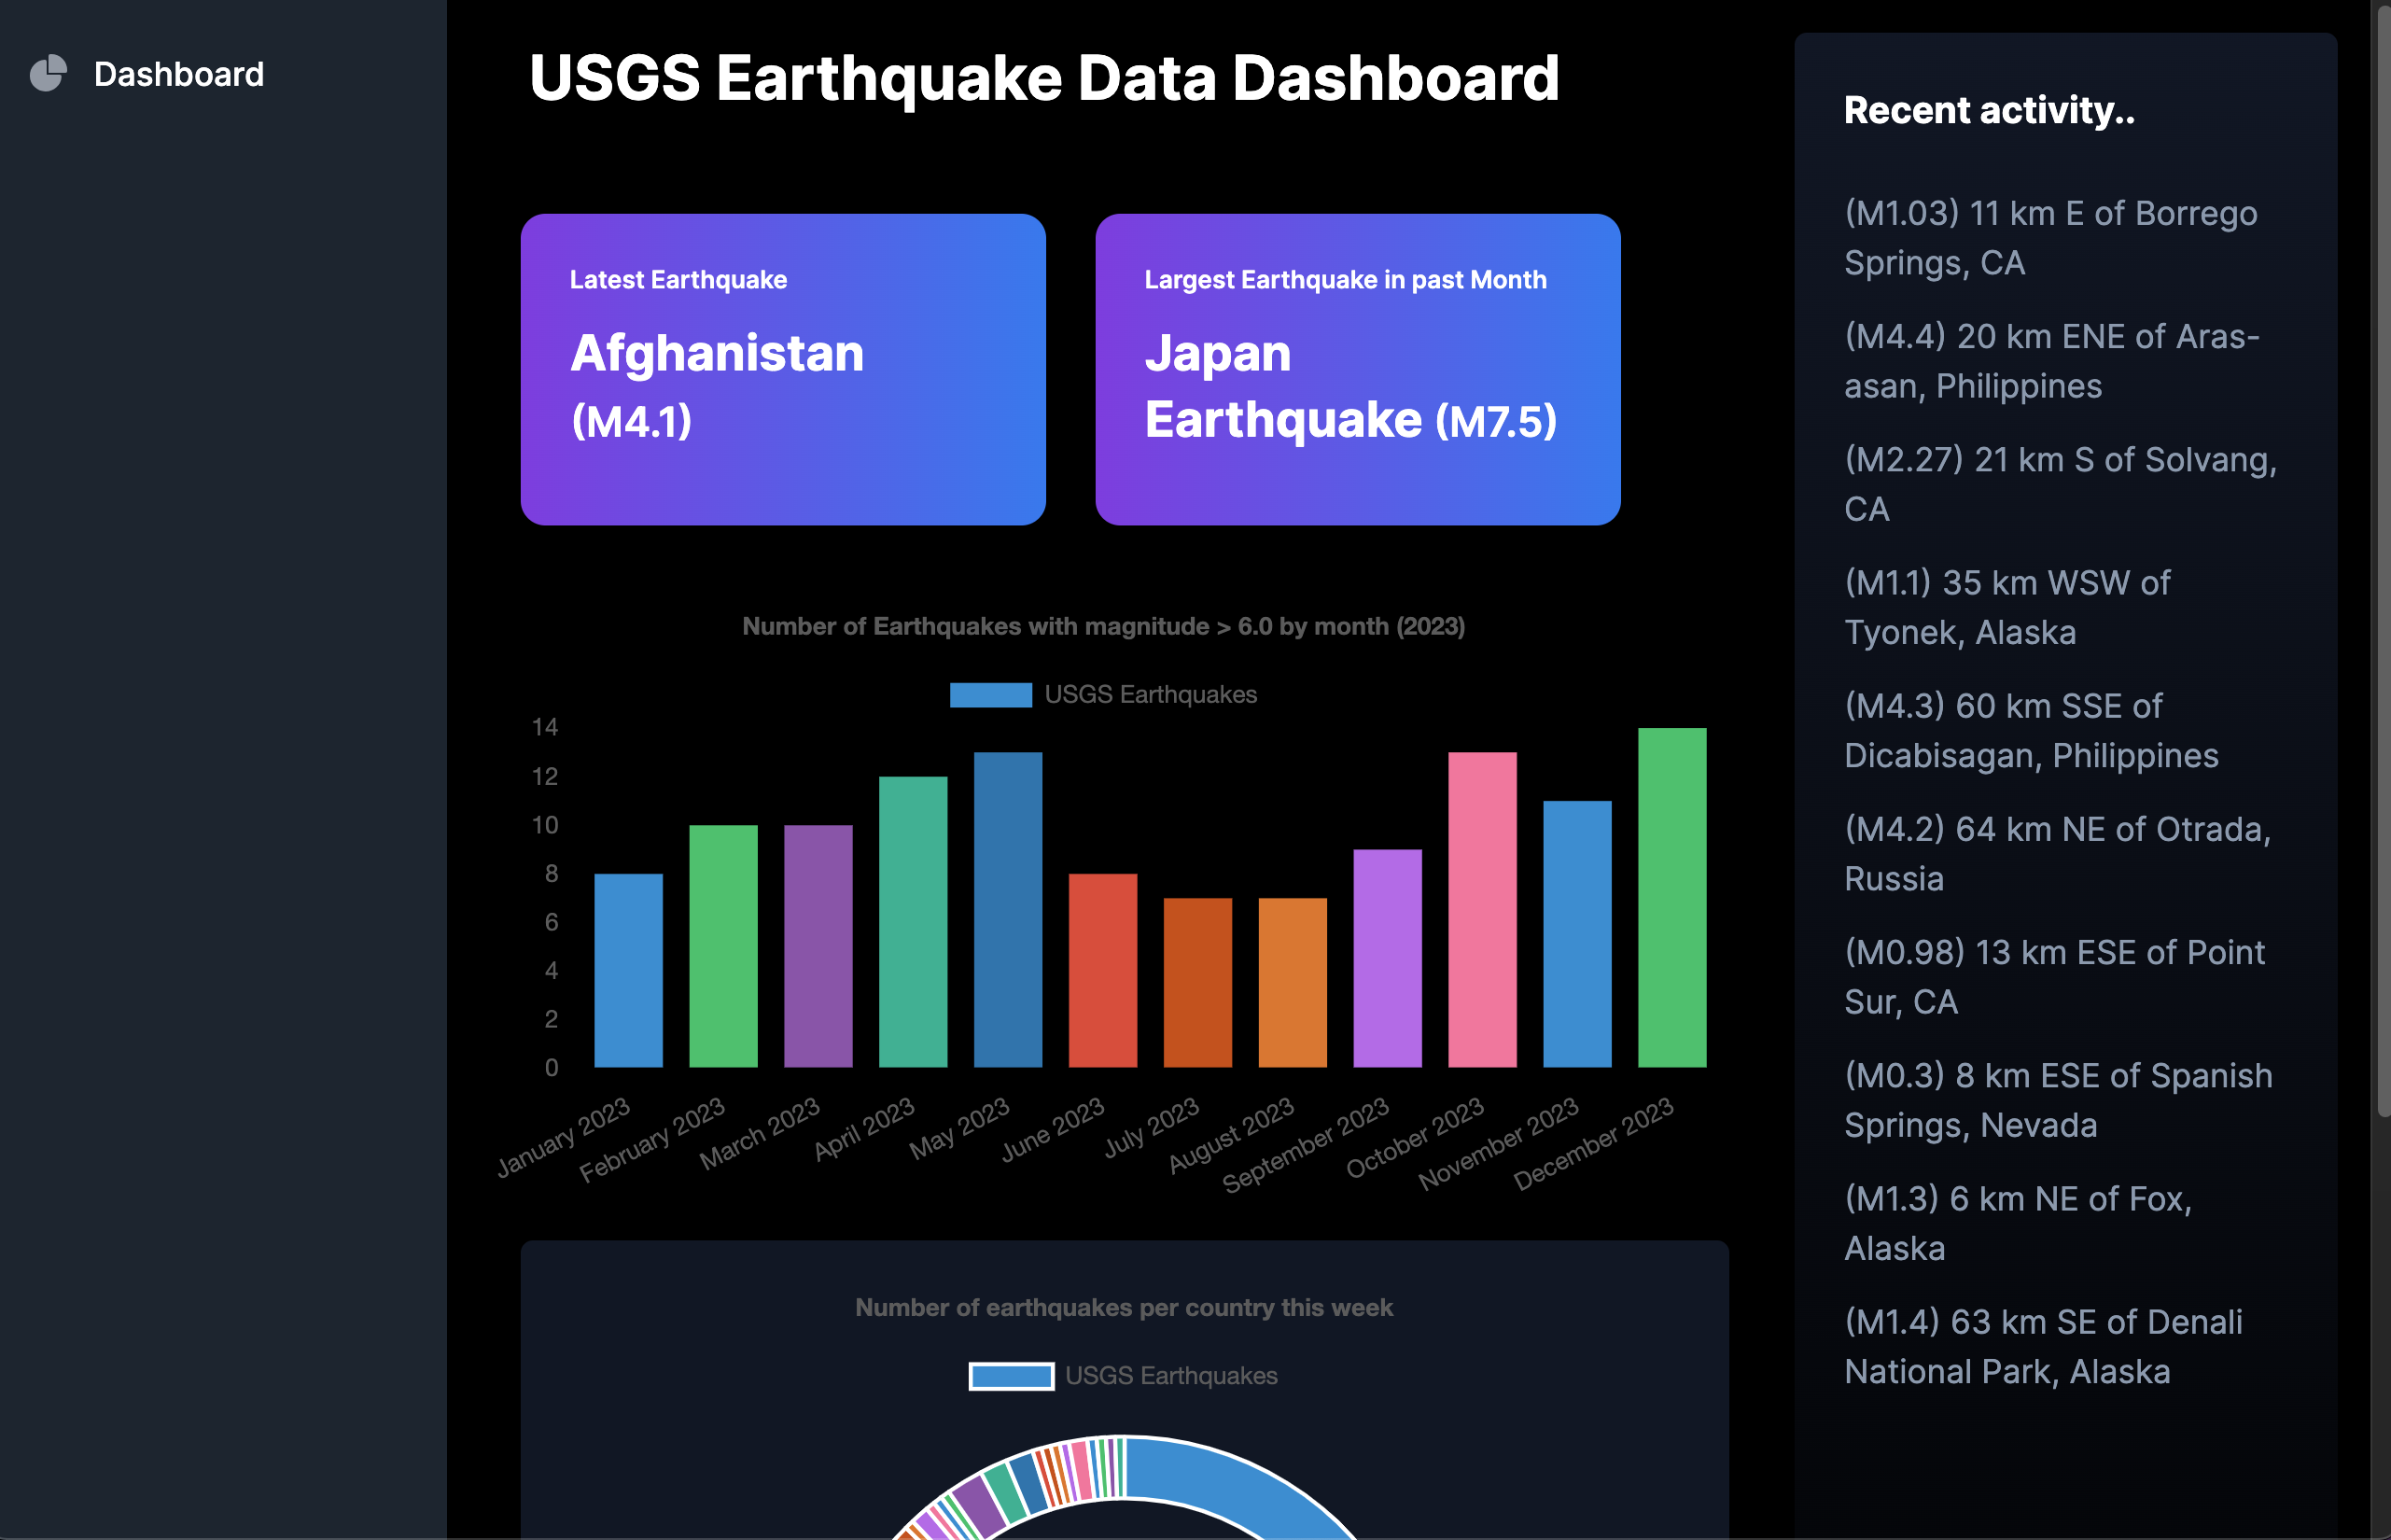 Dashboard
USGS Earthquake Data Dashboard
Latest Earthquake
Afghanistan
(M4.1)
Largest Earthquake in past Month
Japan
Earthquake (M7.5)
Number of Earthquakes with magnitude > 6.0 by month (2023)
USGS Earthquakes
14
12
10
8
6
4
2
0
January 2023
February 2023
March 2023
April 2023
May 2023
June 2023
July 2023
August 2023
September 2023
October 2023
November 2023
December 2023
Number of earthquakes per country this week
USGS Earthquakes
Recent activity..
(M1.03) 11 km E of Borrego
Springs, CA
(M4.4) 20 km ENE of Aras-
asan, Philippines
(M2.27) 21 km S of Solvang,
CA
(M1.1) 35 km WSW of
Tyonek, Alaska
(M4.3) 60 km SSE of
Dicabisagan, Philippines
(M4.2) 64 km NE of Otrada,
Russia
(M0.98) 13 km ESE of Point
Sur, CA
(M0.3) 8 km ESE of Spanish
Springs, Nevada
(M1.3) 6 km NE of Fox,
Alaska
(M1.4) 63 km SE of Denali
National Park, Alaska